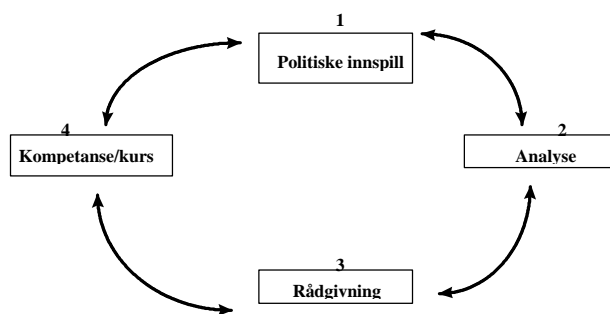 1
Politiske innspill
2
Analyse
3
Rådgivning
4
Kompetanse/kurs